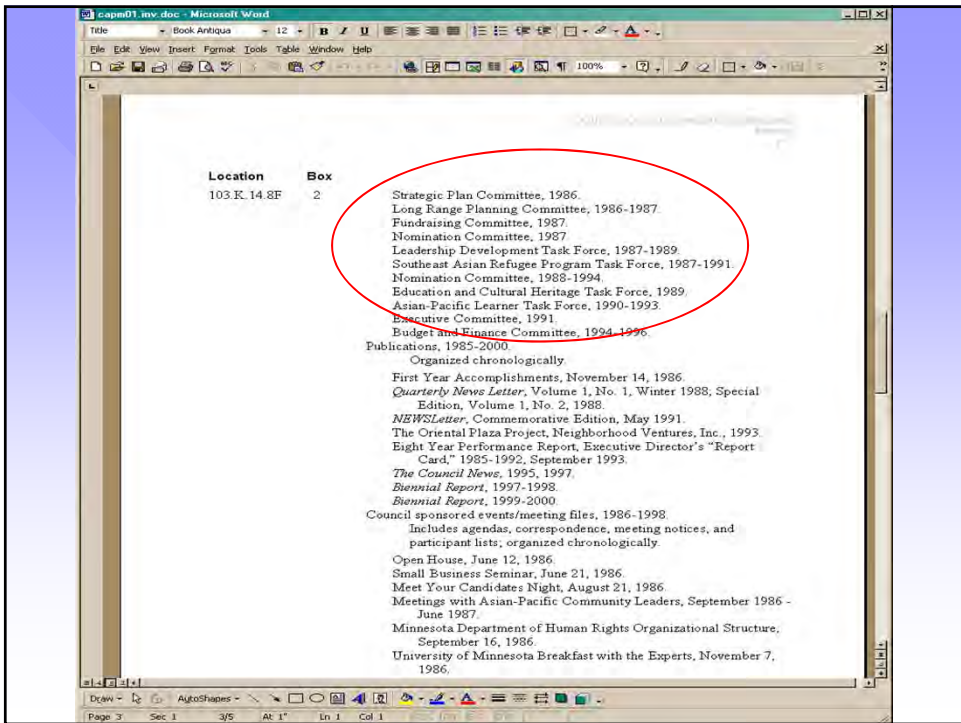 capm01.inv.doc - Microsoft Word
Title Book Antiqua 12 B I U A
File Edit View Insert Format Tools Table Window Help
100%
Location Box
103.K.14.8F 2 Strategic Plan Committee, 1986.
Long Range Planning Committee, 1986-1987.
Fundraising Committee, 1987.
Nomination Committee, 1987.
Leadership Development Task Force, 1987-1989.
Southeast Asian Refugee Program Task Force, 1987-1991.
Nomination Committee, 1988-1994.
Education and Cultural Heritage Task Force, 1989.
Asian-Pacific Learner Task Force, 1990-1993.
Executive Committee, 1991.
Budget and Finance Committee, 1994-1996.
Publications, 1985-2000.
Organized chronologically.
First Year Accomplishments, November 14, 1986.
Quarterly News Letter, Volume 1, No. 1, Winter 1988; Special
Edition, Volume 1, No. 2, 1988.
NEWSLetter, Commemorative Edition, May 1991.
The Oriental Plaza Project, Neighborhood Ventures, Inc., 1993.
Eight Year Performance Report, Executive Director's "Report
Card," 1985-1992, September 1993.
The Council News, 1995, 1997.
Biennial Report, 1997-1998.
Biennial Report, 1999-2000.
Council sponsored events/meeting files, 1986-1998.
Includes agendas, correspondence, meeting notices, and
participant lists; organized chronologically.
Open House, June 12, 1986.
Small Business Seminar, June 21, 1986.
Meet Your Candidates Night, August 21, 1986.
Meetings with Asian-Pacific Community Leaders, September 1986 -
June 1987.
Minnesota Department of Human Rights Organizational Structure,
September 16, 1986.
University of Minnesota Breakfast with the Experts, November 7,
1986.
Draw AutoShapes A
Page 3 Sec 1 3/5 At 1" Ln 1 Col 1